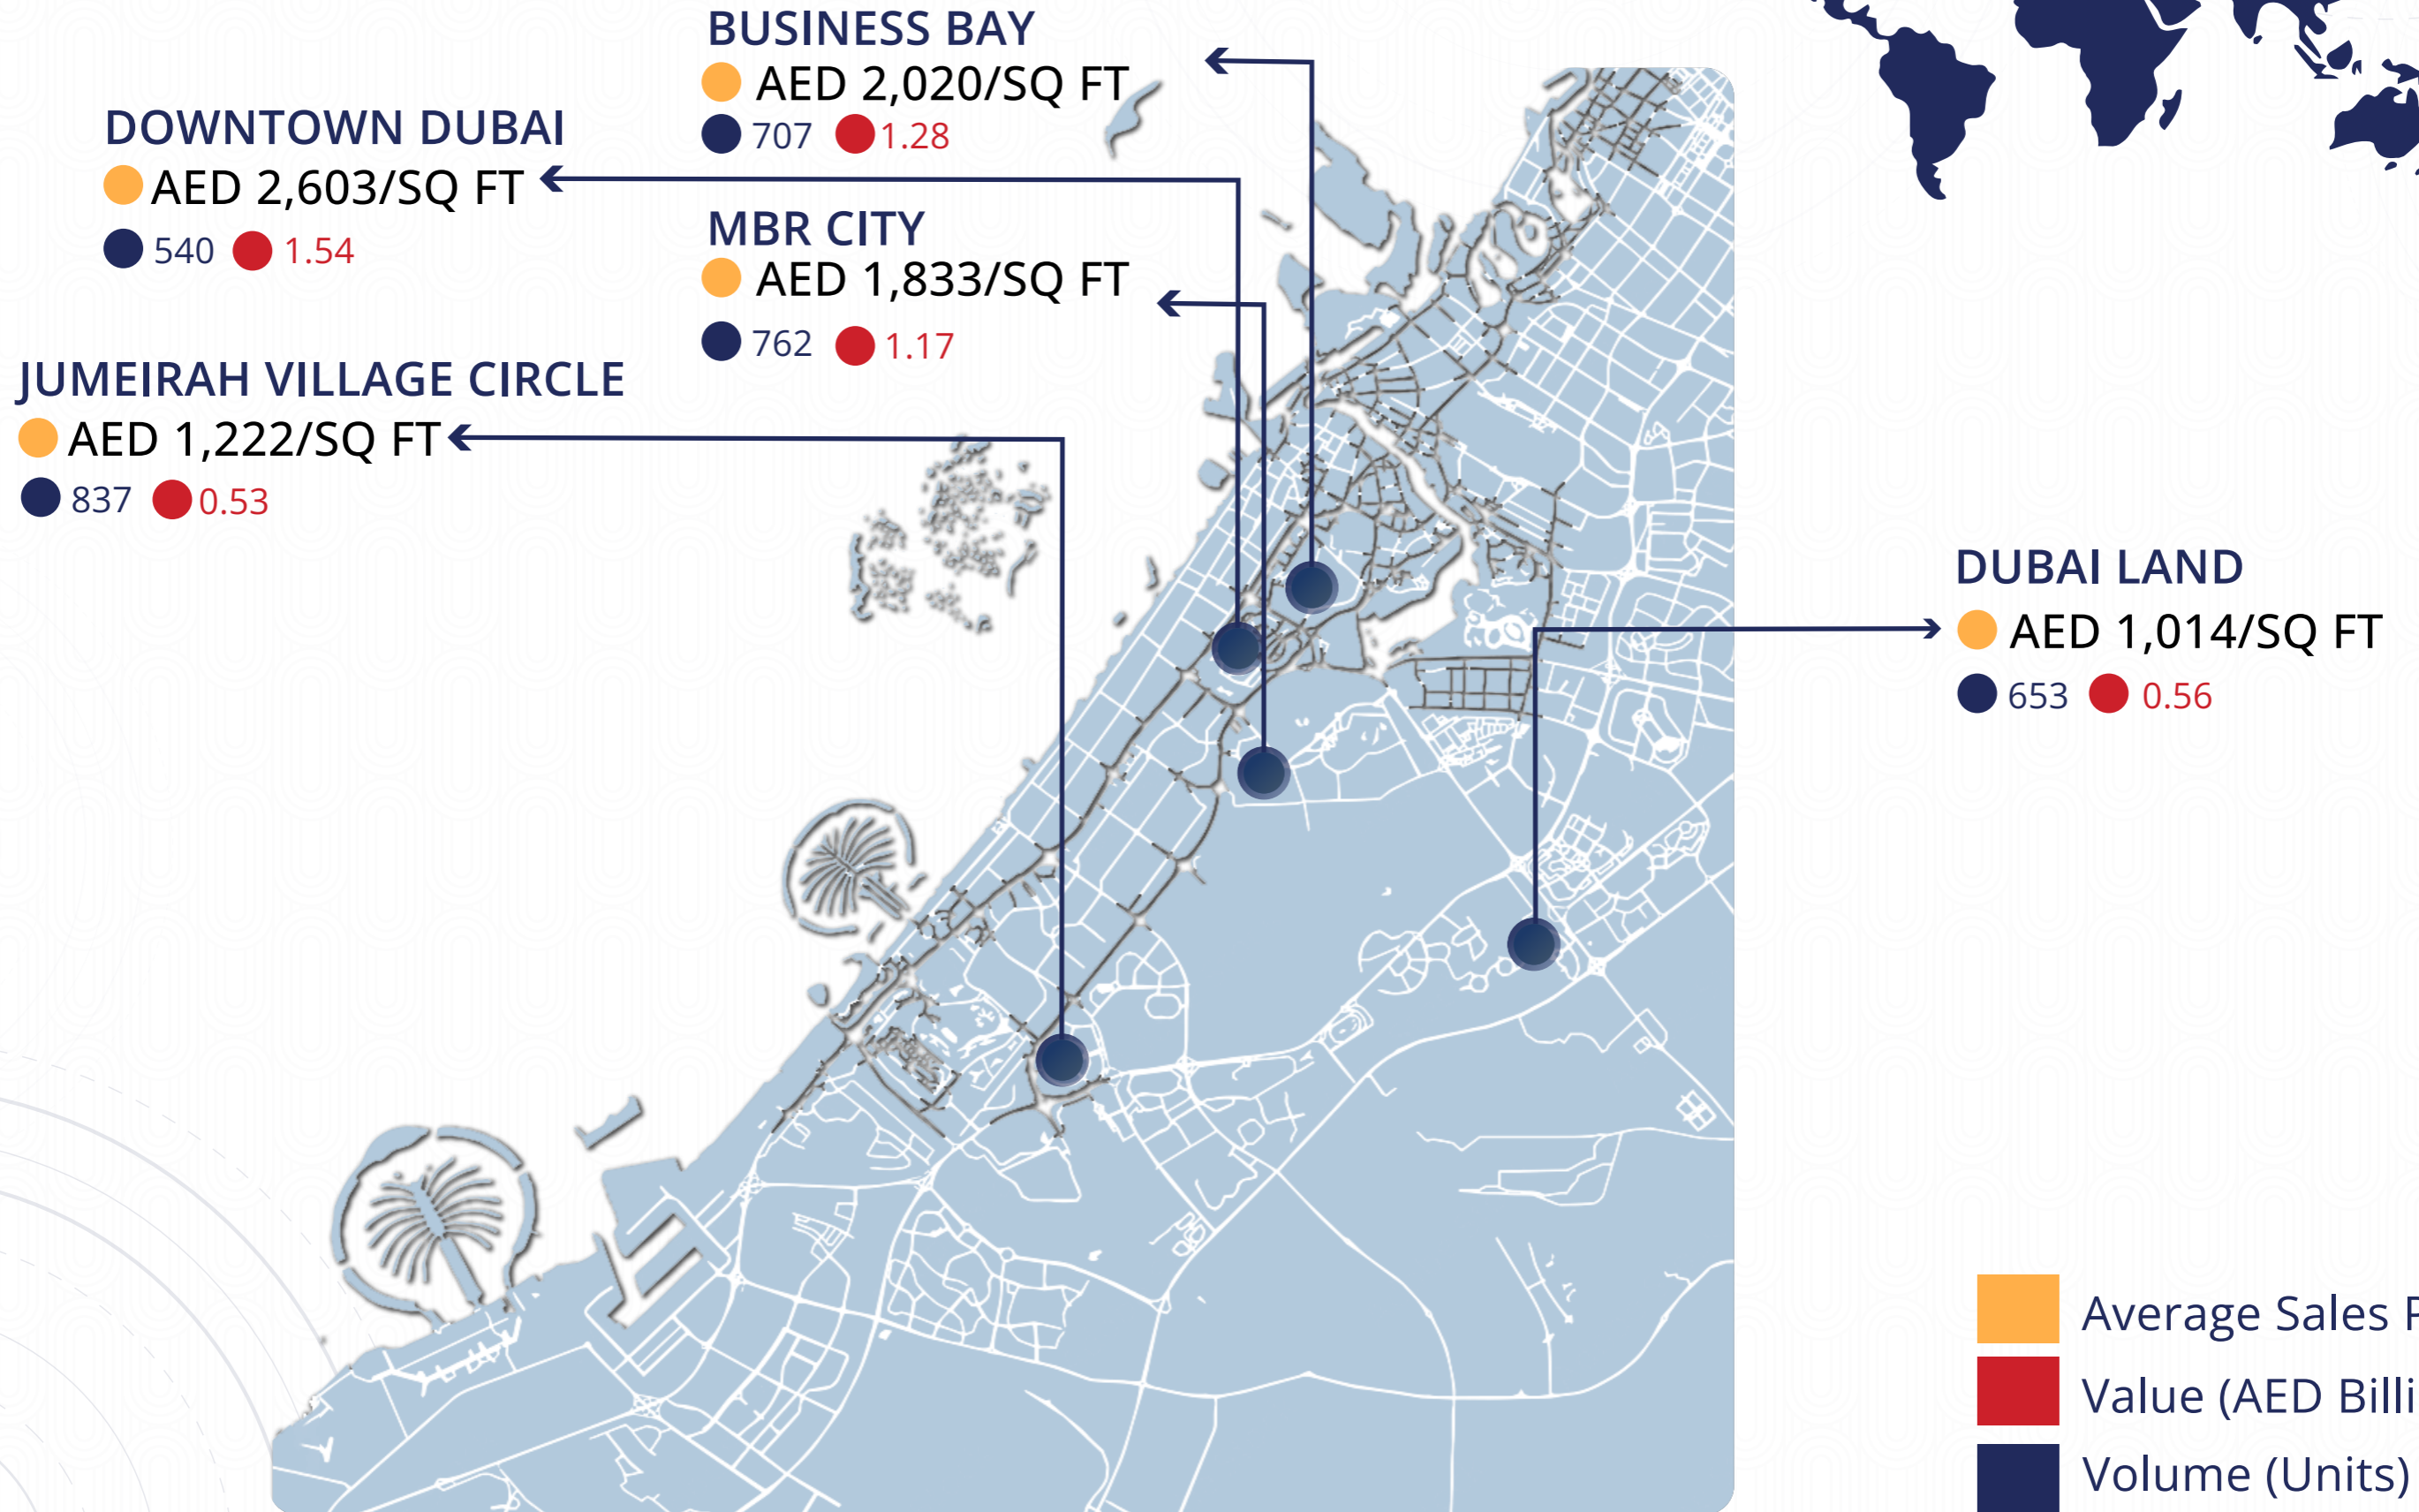 BUSINESS BAY
AED 2,020/SQ FT
707 1.28
DOWNTOWN DUBAI
AED 2,603/SQ FT
540 1.54
MBR CITY
AED 1,833/SQ FT
762 1.17
JUMEIRAH VILLAGE CIRCLE
AED 1,222/SQ FT
837 0.53
DUBAI LAND
AED 1,014/SQ FT
653 0.56
Average Sales
Value (AED Billi
Volume (Units)